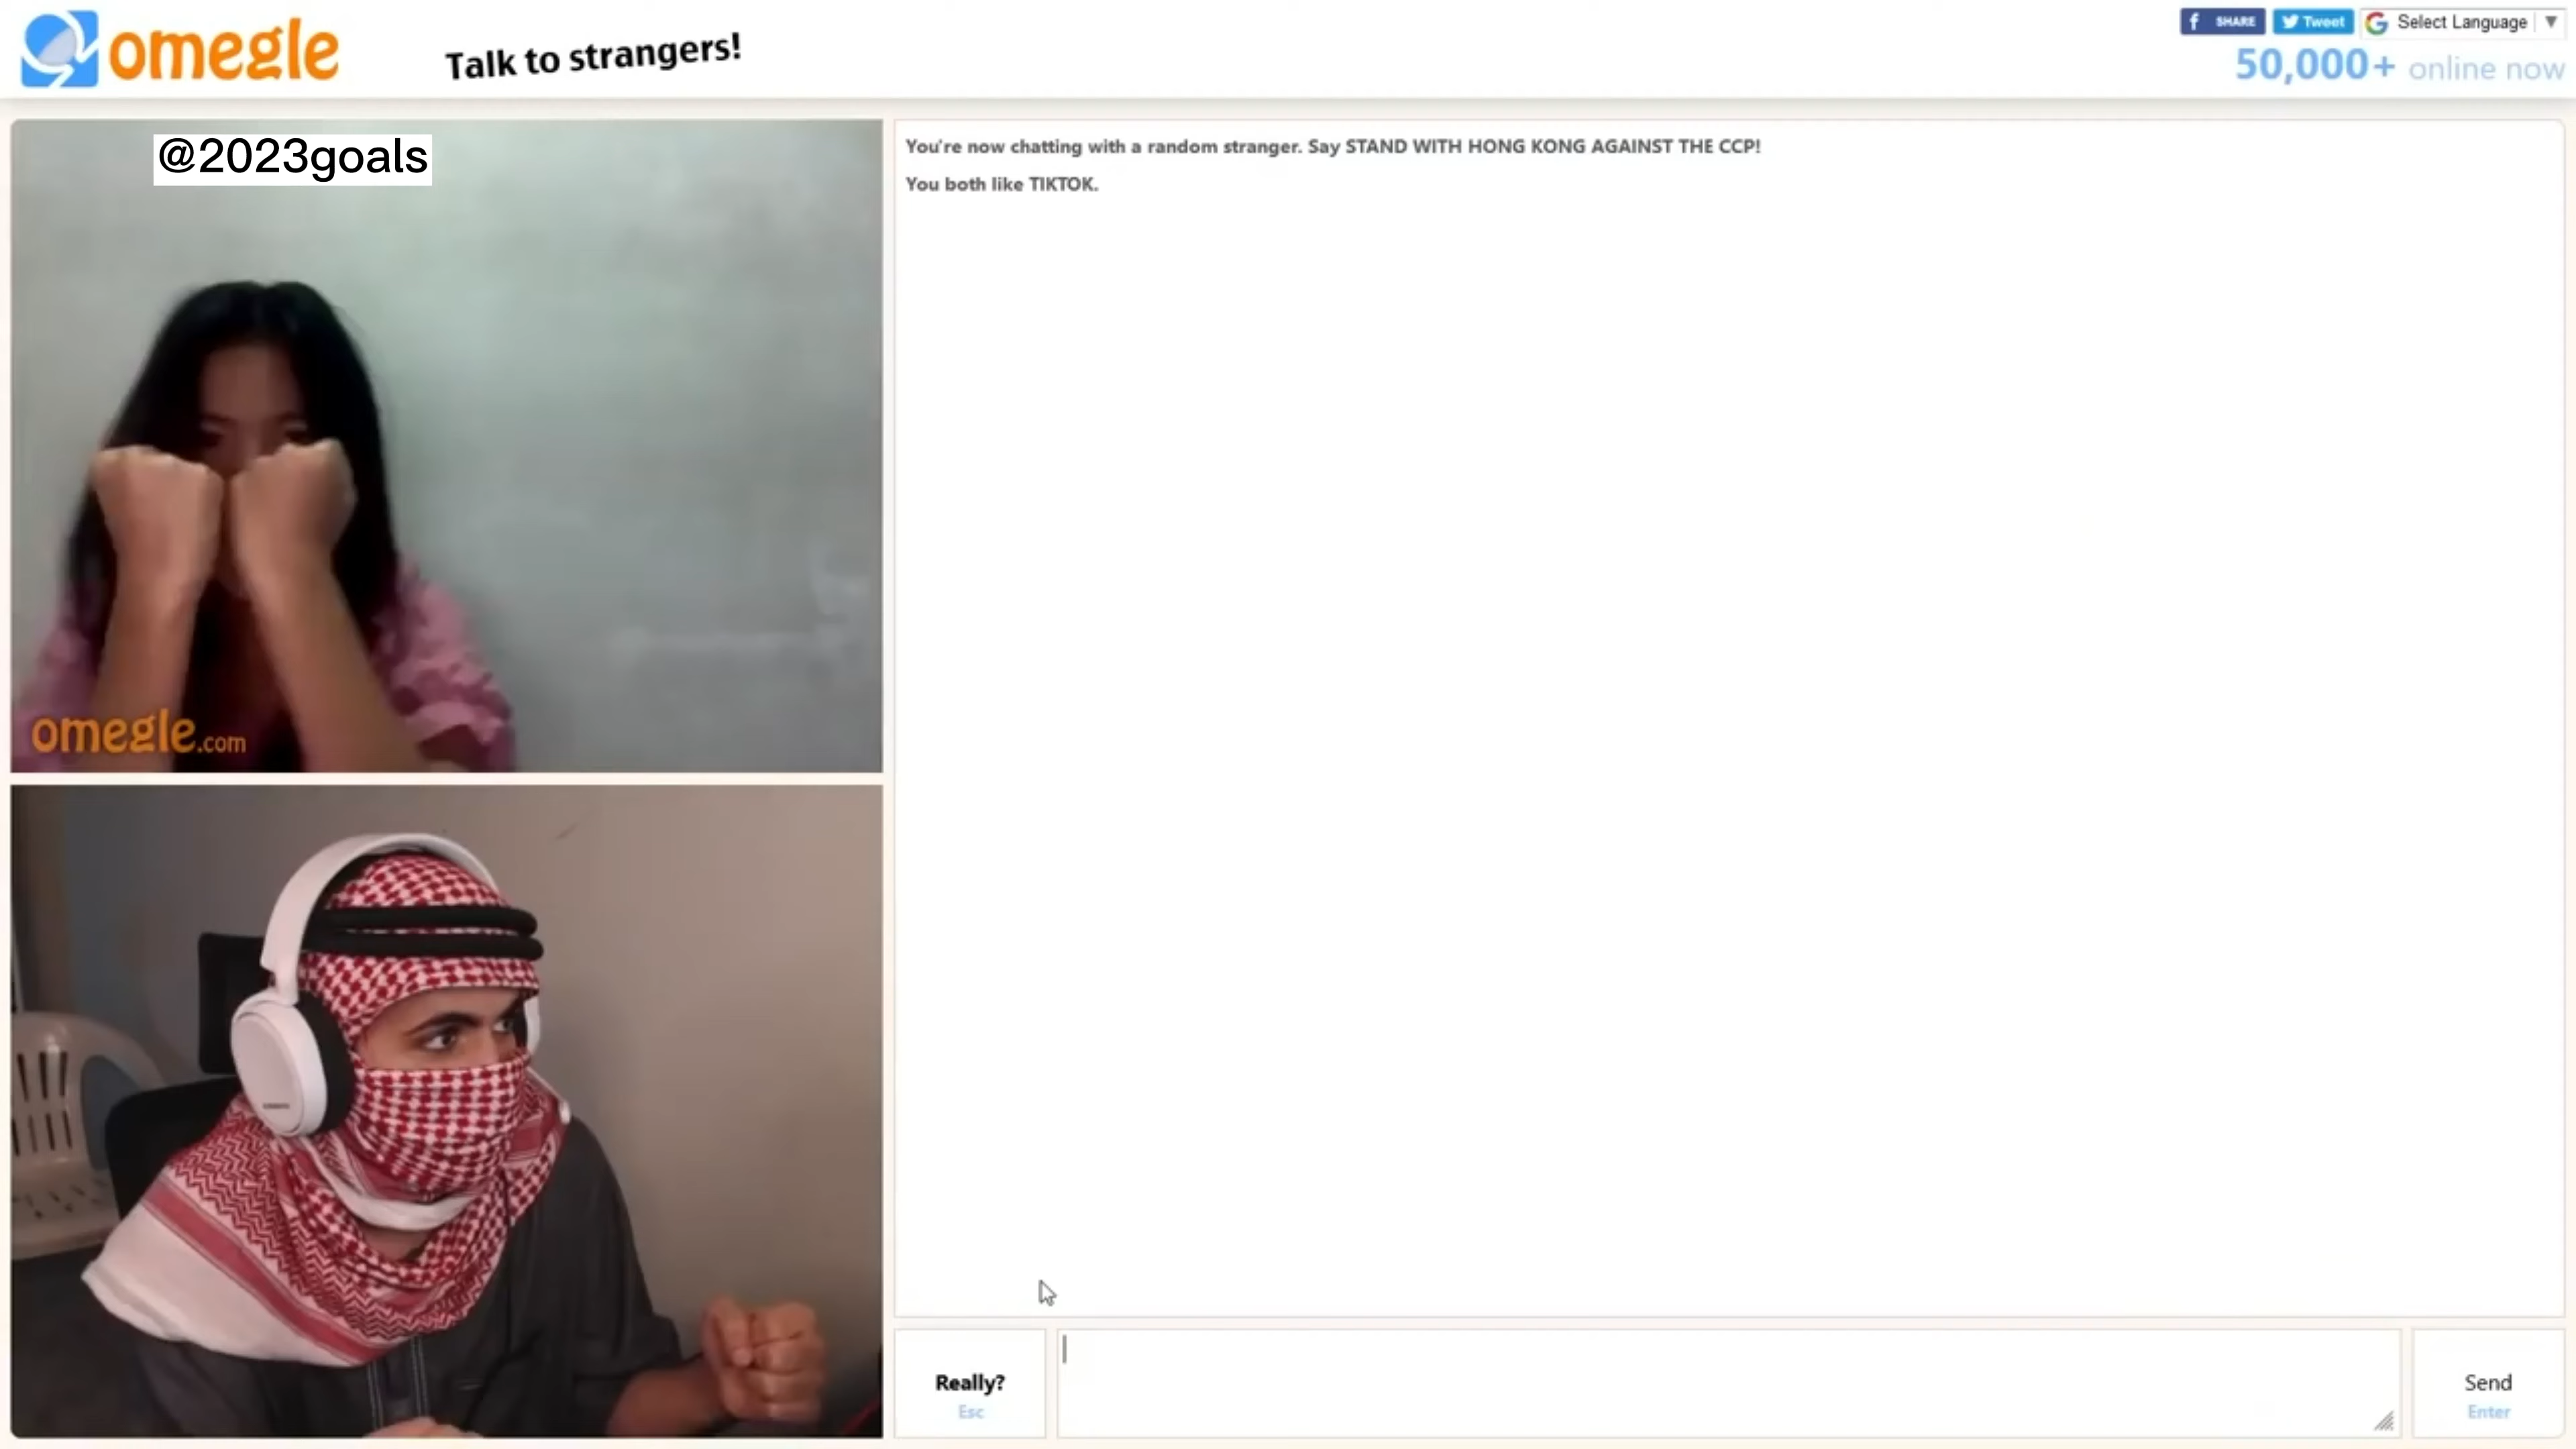 omegle
Talk to strangers!
f SHARE
Tweet
G Select Language ▼
50,000+ online now
@2023goals
omegle.com
You're now chatting with a random stranger. Say STAND WITH HONG KONG AGAINST THE CCP!
You both like TIKTOK.
Really?
Esc
Send
Enter